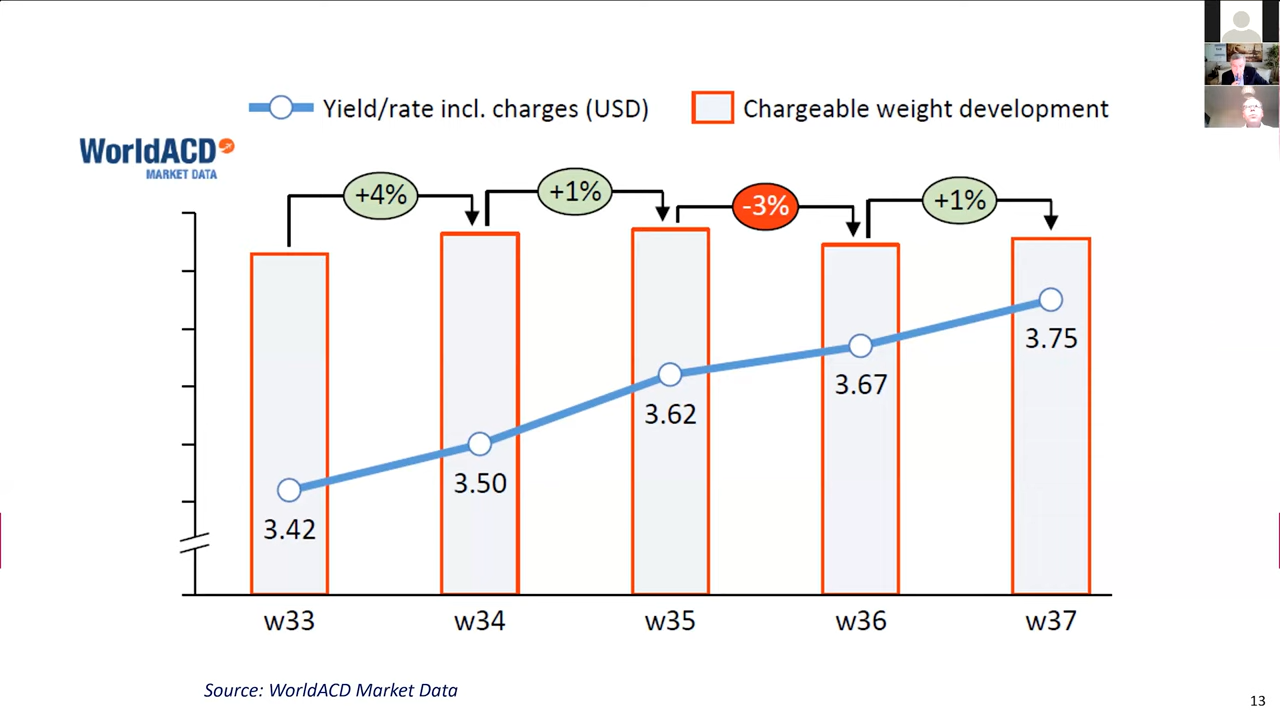 Yield/rate incl. charges (USD)
Chargeable weight development
WorldACD
MARKET DATA
+4%
+1%
-3%
+1%
3.42
3.50
3.62
3.67
3.75
w33
w34
w35
w36
w37
Source: WorldACD Market Data
13